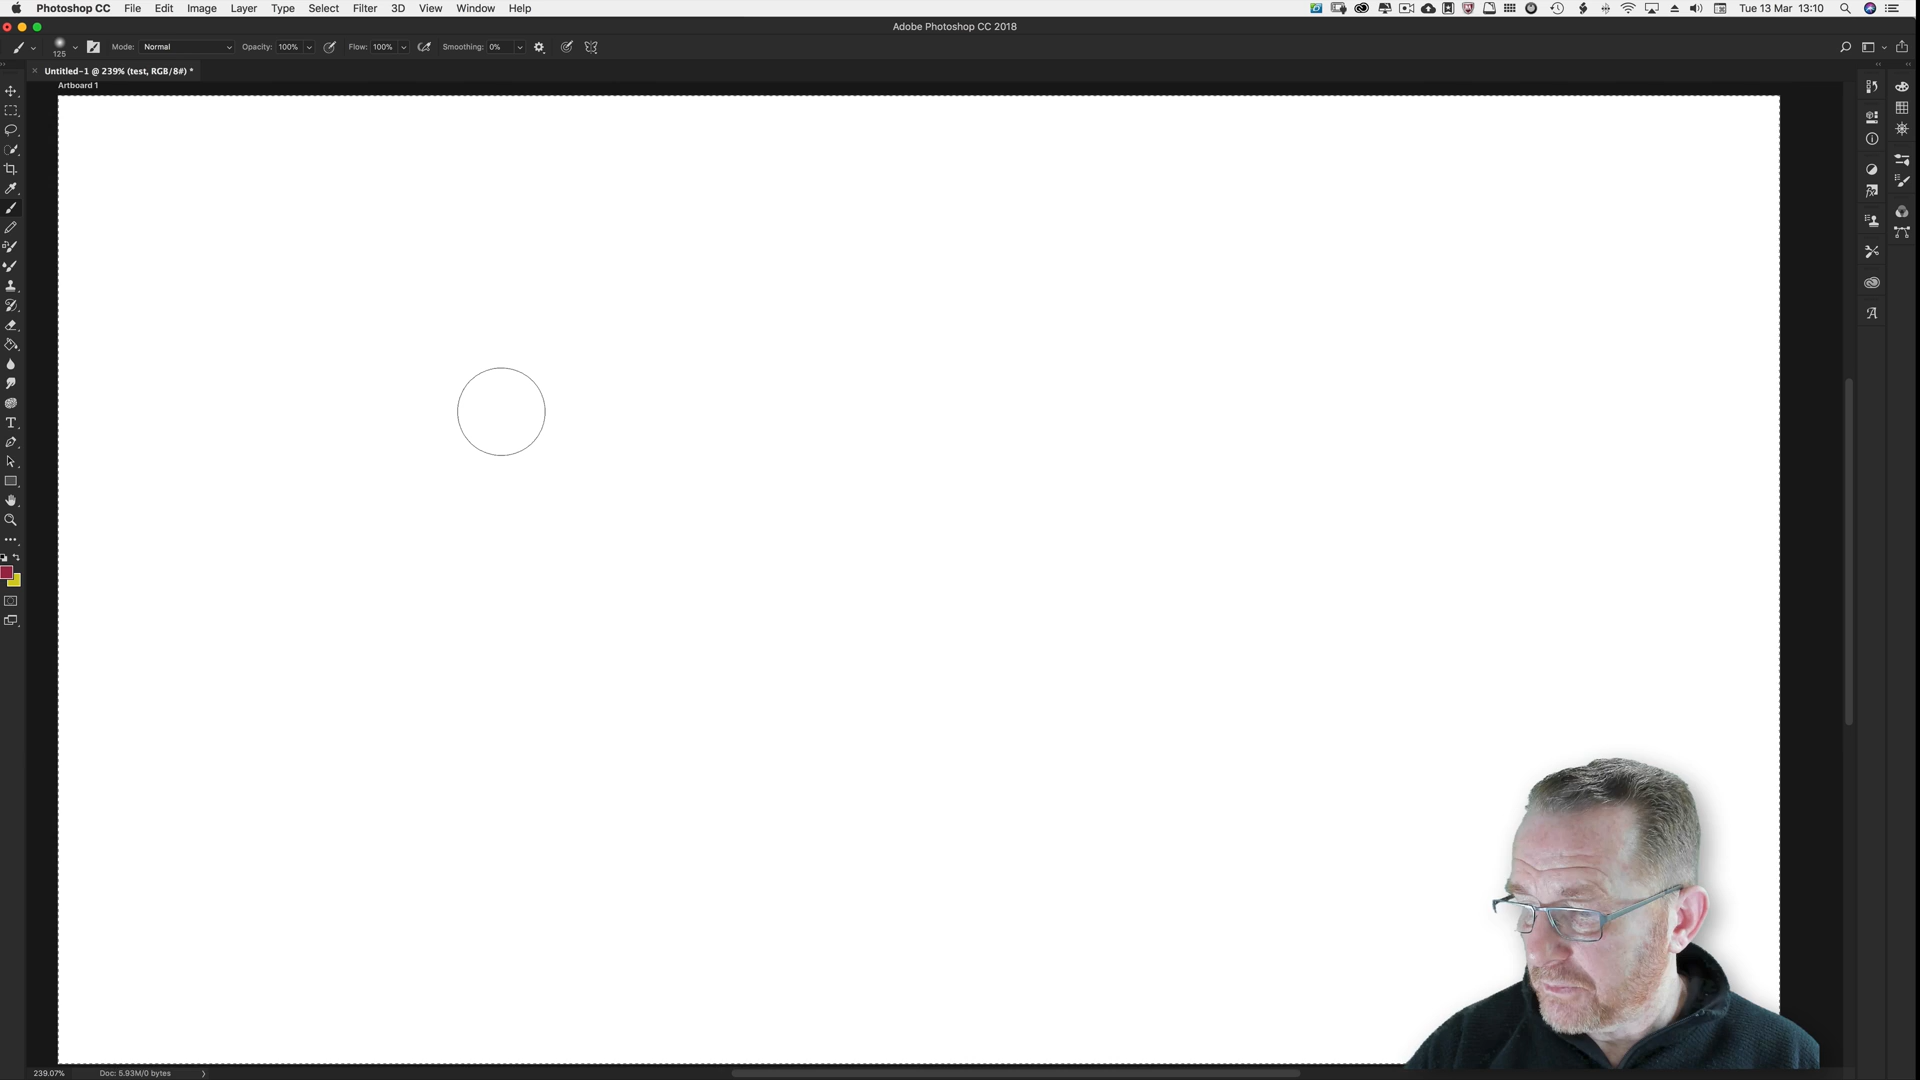 Photoshop CC File Edit Image Layer Type Select Filter 3D View Window Help Tue 13 Mar 13:10
Adobe Photoshop CC 2018
125 Mode: Normal Opacity: 100% Flow: 100% Smoothing: 0%
Untitled-1 @ 239% (test, RGB/8#) *
Artboard 1
239.07% Doc: 5.93M/0 bytes